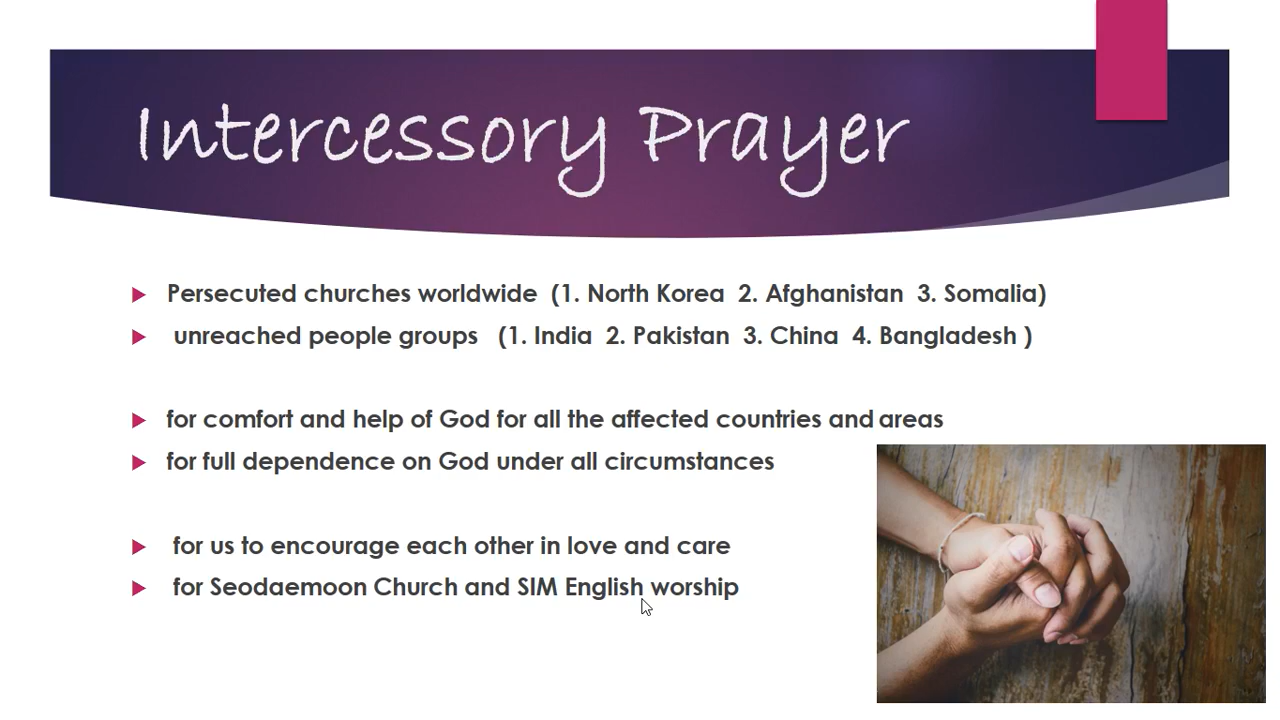 Intercessory Prayer
Persecuted churches worldwide (1. North Korea 2. Afghanistan 3. Somalia)
unreached people groups (1. India 2. Pakistan 3. China 4. Bangladesh )
for comfort and help of God for all the affected countries and areas
for full dependence on God under all circumstances
for us to encourage each other in love and care
for Seodaemoon Church and SIM English worship